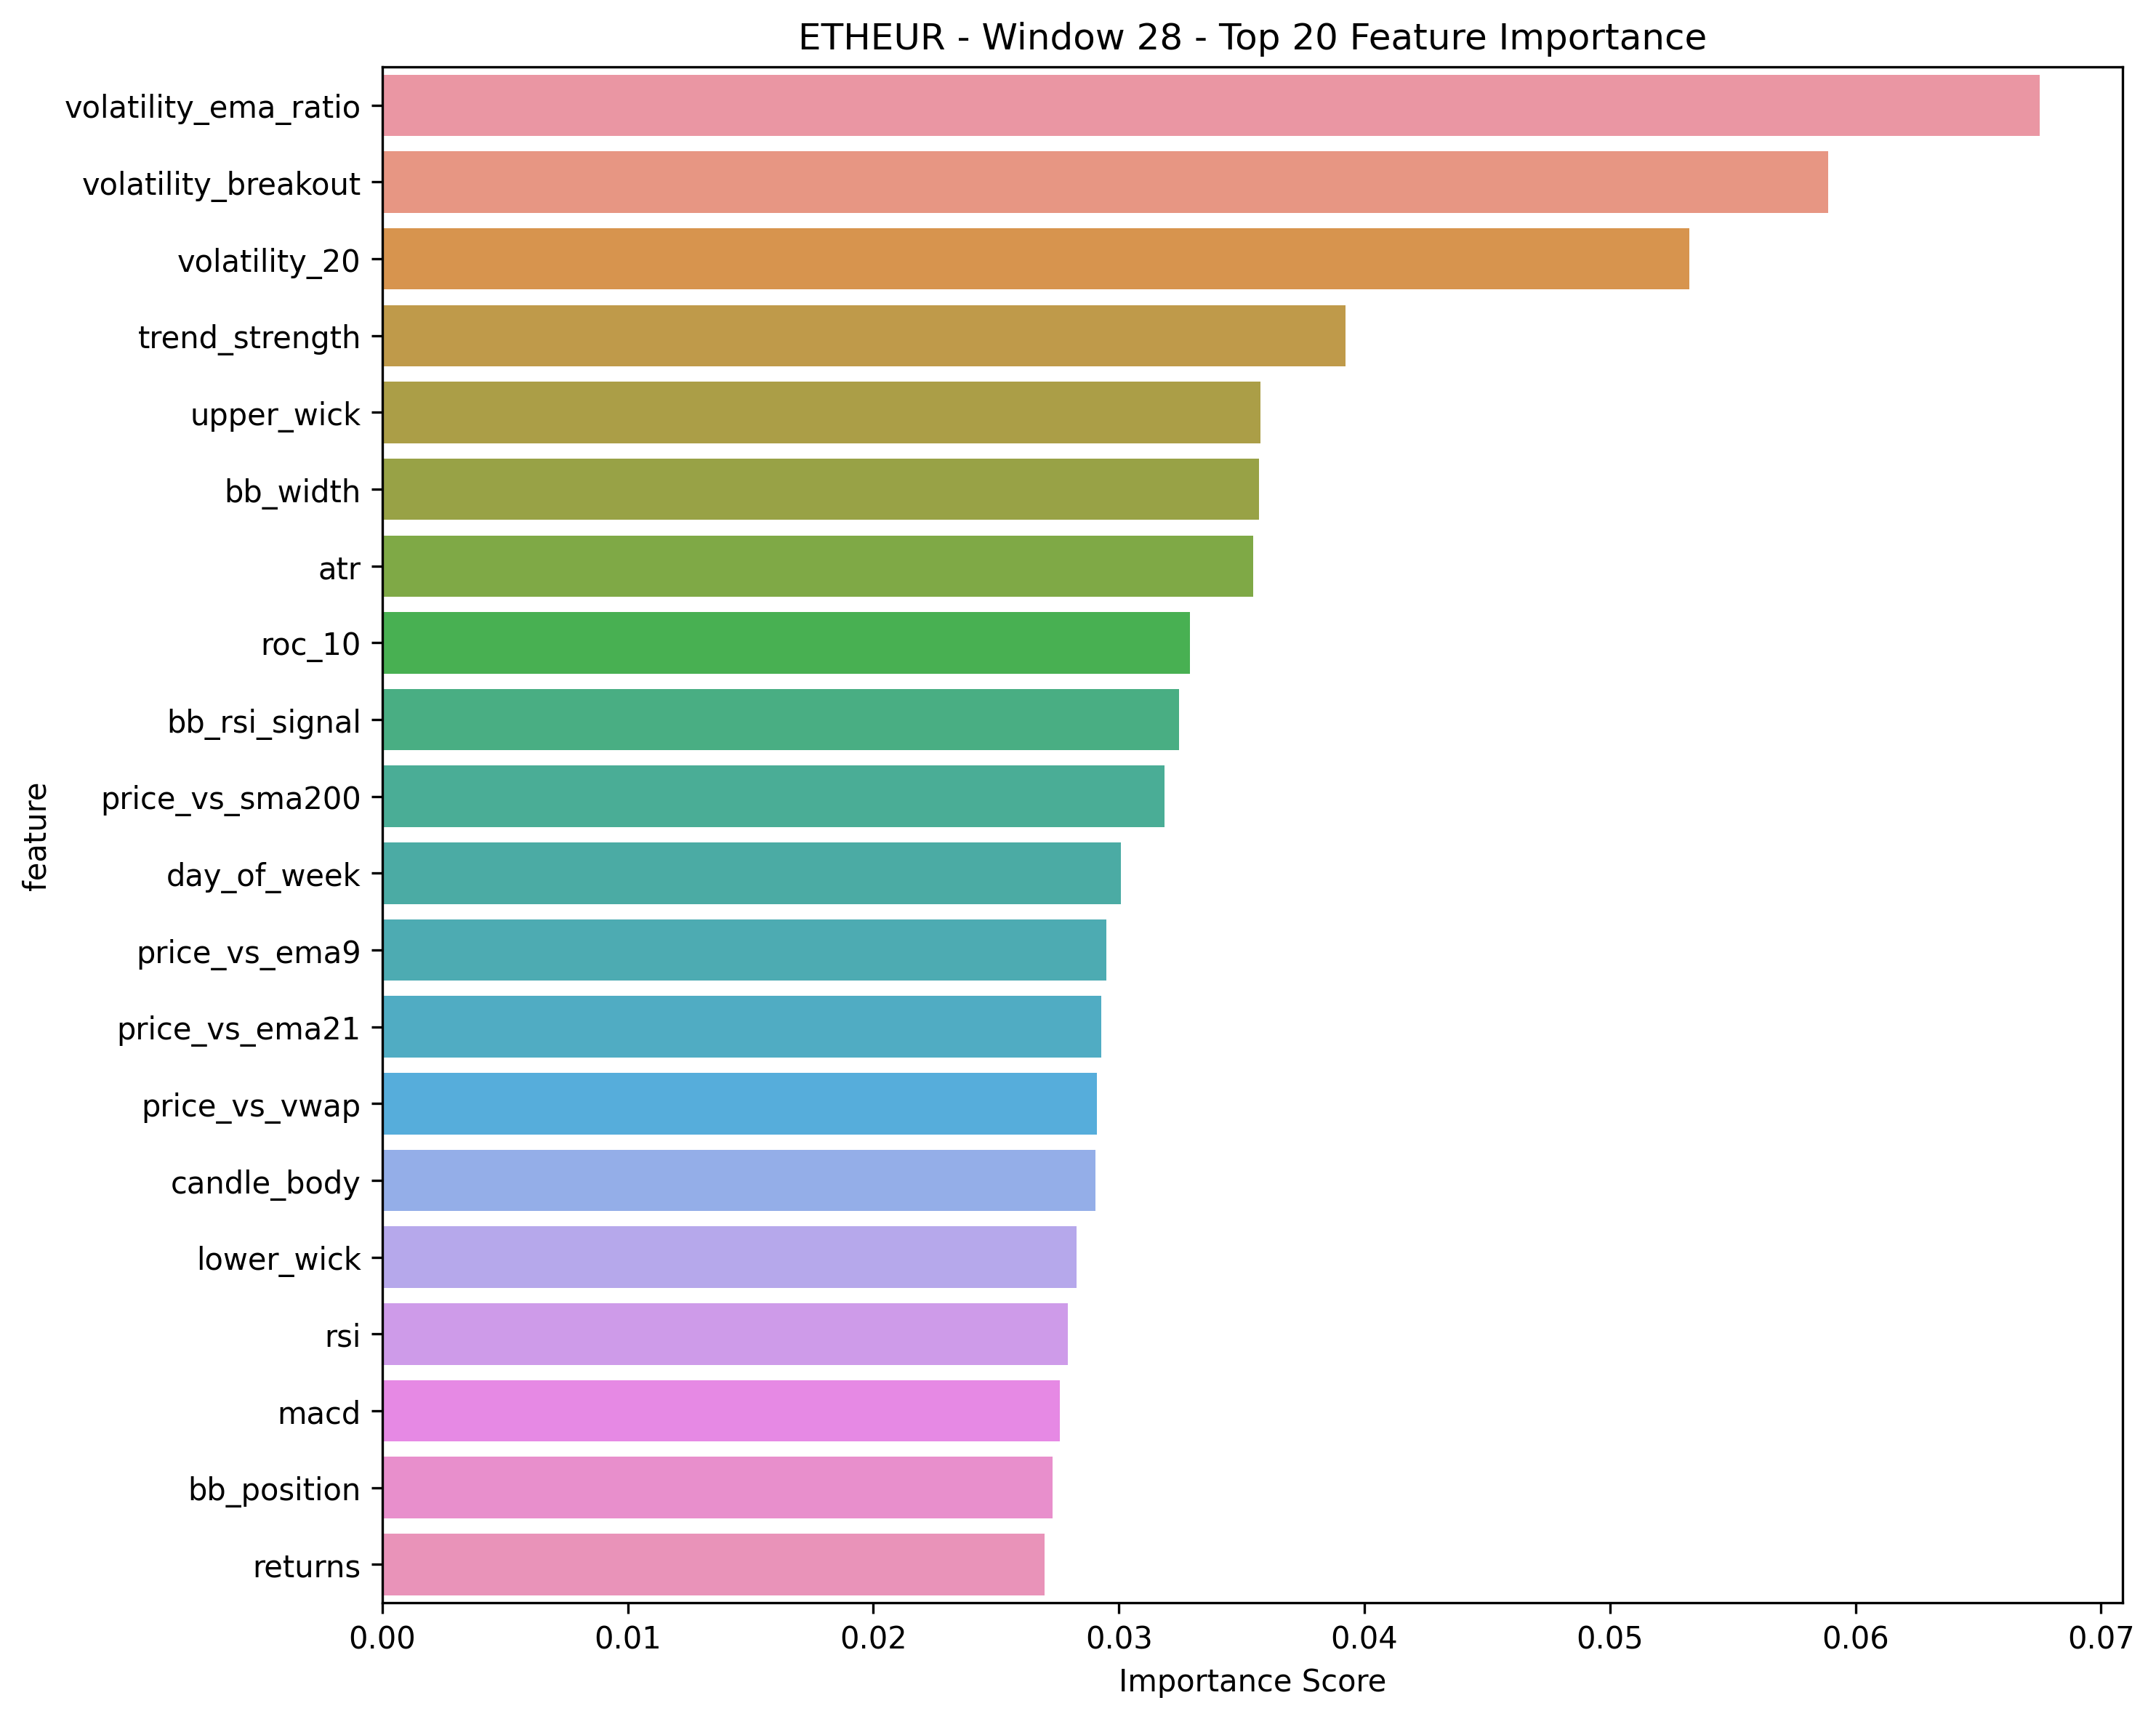 ETHEUR - Window 28 - Top 20 Feature Importance
volatility_ema_ratio
volatility_breakout
volatility_20
trend_strength
upper_wick
bb_width
atr
roc_10
bb_rsi_signal
price_vs_sma200
day_of_week
price_vs_ema9
price_vs_ema21
price_vs_vwap
candle_body
lower_wick
rsi
macd
bb_position
returns
feature
0.00 0.01 0.02 0.03 0.04 0.05 0.06 0.07
Importance Score